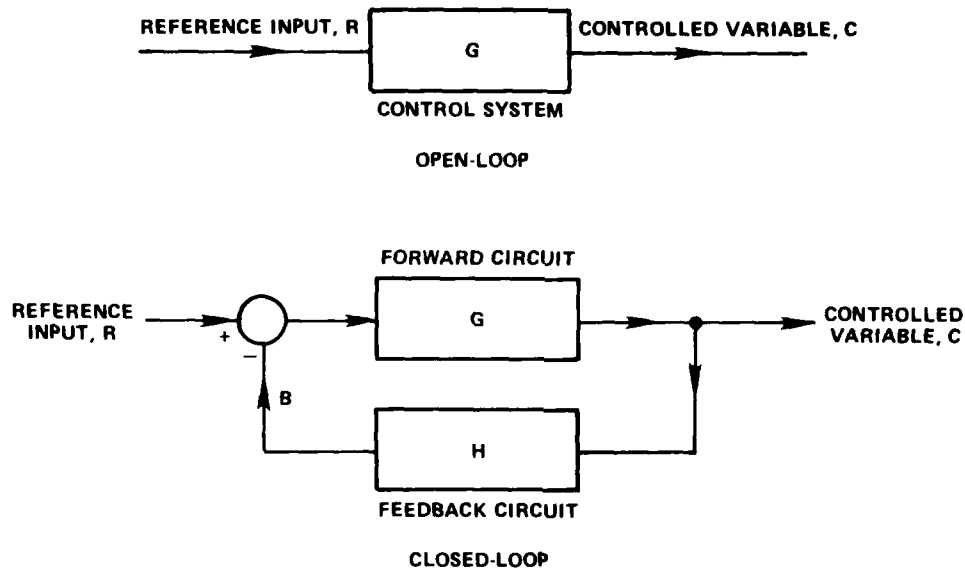 REFERENCE INPUT, R
G
CONTROLLED VARIABLE, C
CONTROL SYSTEM
OPEN-LOOP
FORWARD CIRCUIT
REFERENCE
INPUT, R
+
−
G
CONTROLLED
VARIABLE, C
B
H
FEEDBACK CIRCUIT
CLOSED-LOOP